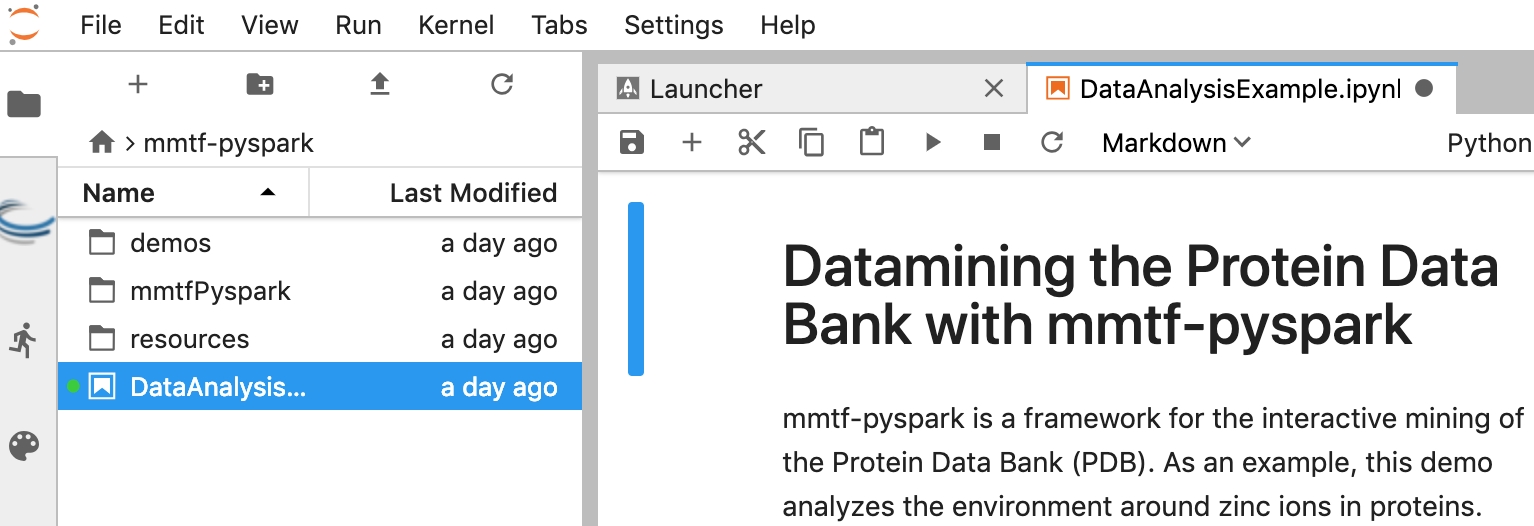 File Edit View Run Kernel Tabs Settings Help
mmtf-pyspark
Name Last Modified
demos a day ago
mmtfPyspark a day ago
resources a day ago
DataAnalysis... a day ago
Launcher DataAnalysisExample.ipynl
Markdown Python
Datamining the Protein Data
Bank with mmtf-pyspark
mmtf-pyspark is a framework for the interactive mining of
the Protein Data Bank (PDB). As an example, this demo
analyzes the environment around zinc ions in proteins.